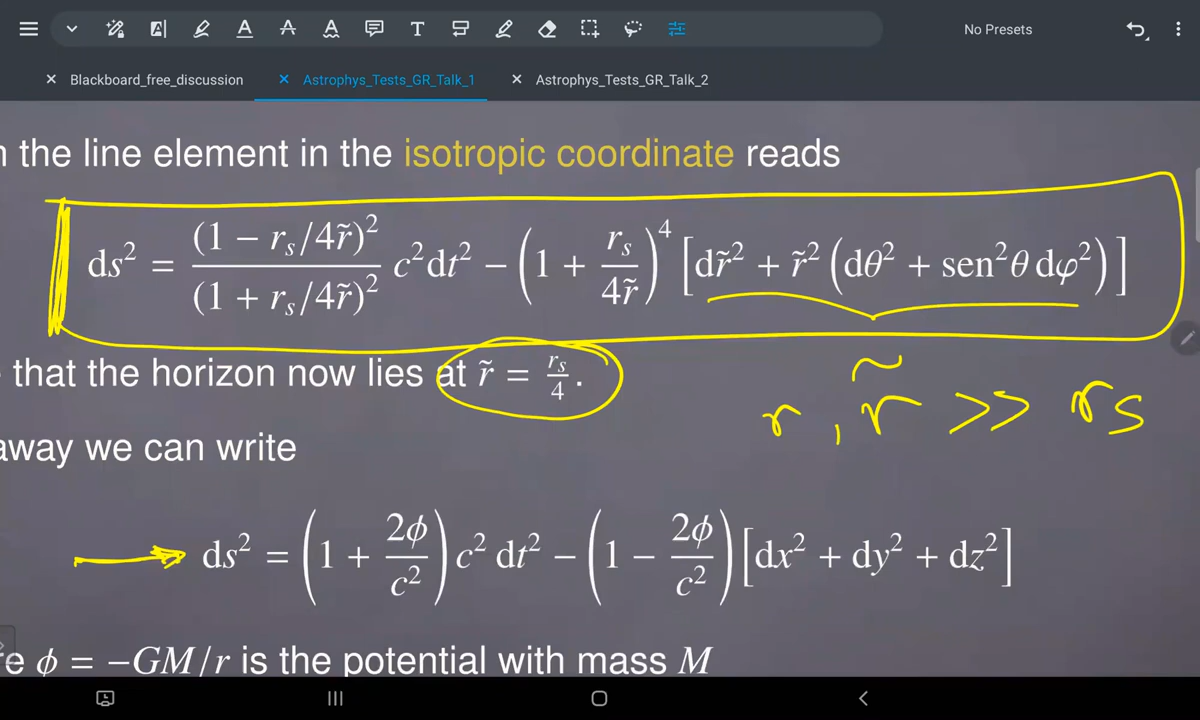 No Presets
Blackboard_free_discussion Astrophys_Tests_GR_Talk_1 Astrophys_Tests_GR_Talk_2
the line element in the isotropic coordinate reads
ds² = (1 − r_s/4r̃)² / (1 + r_s/4r̃)² c²dt² − (1 + r_s/4r̃)⁴ [dr̃² + r̃² (dθ² + sen²θ dφ²)]
that the horizon now lies at r̃ = r_s/4.
r, r̃ >> r_s
away we can write
ds² = (1 + 2ϕ/c²) c² dt² − (1 − 2ϕ/c²) [dx² + dy² + dz²]
ϕ = −GM/r is the potential with mass M